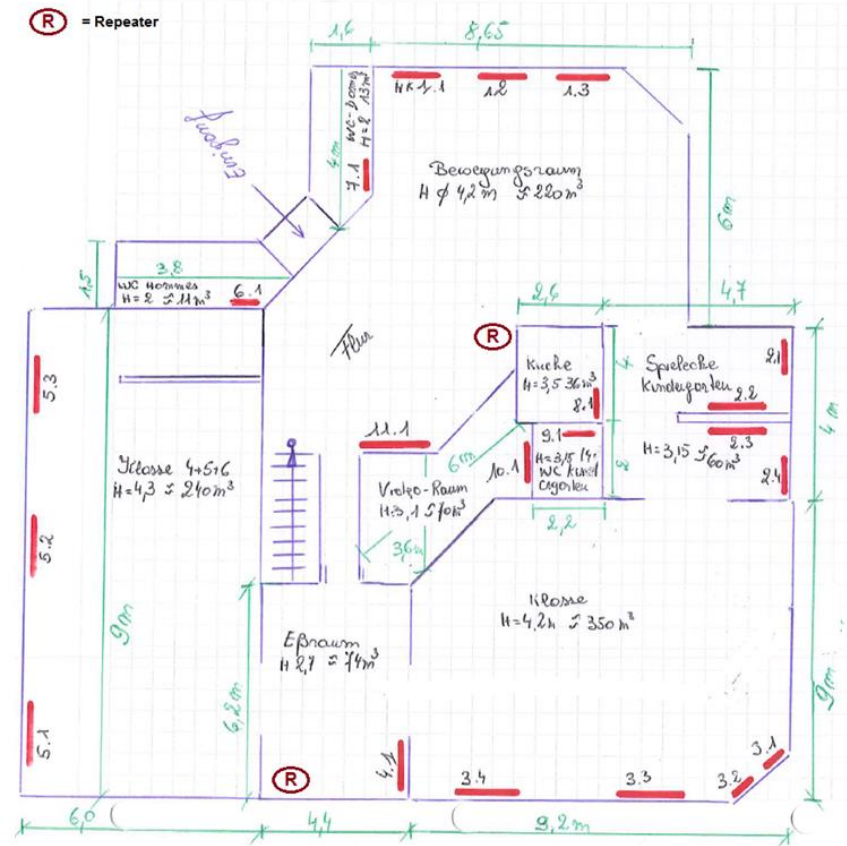 R = Repeater
1,6
8,65
WC-Dames
H=2 13m³
4m
7.1
HK 1.1
1.2
1.3
Eingang
Bewegungsraum
H ϕ 4,2 m ≈ 220 m³
6m
1,5
3,8
WC Hommes
H=2 ≈ 11m³
6.1
2,6
4,7
R
Flur
Küche
H=3,5 36m³
8.1
4
Spielecke
Kindergarten
2.1
2.2
2.3
H=3,15 ≈ 60m³
2.4
4m
5.3
11.1
6m
10.1
9.1
H=3,15
WC Kind
2,2
Klasse 4+5+6
H=4,3 ≈ 240m³
H=3,1 ≈ 70m³
3,6m
5.2
9m
Klasse
H=4,2m ≈ 350m³
Eßraum
H 2,7 ≈ 74m³
6,2m
9m
5.1
R
4.1
3.4
3.3
3.2
3.1
6,0
4,4
9,2m